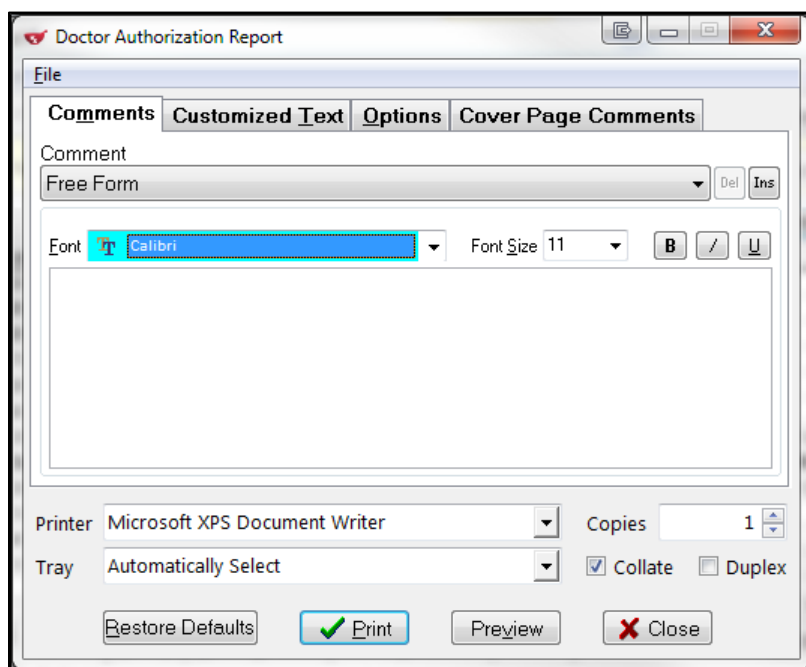 Doctor Authorization Report
File
Comments Customized Text Options Cover Page Comments
Comment
Free Form Del Ins
Font Calibri Font Size 11 B / U
Printer Microsoft XPS Document Writer Copies 1
Tray Automatically Select Collate Duplex
Restore Defaults Print Preview Close